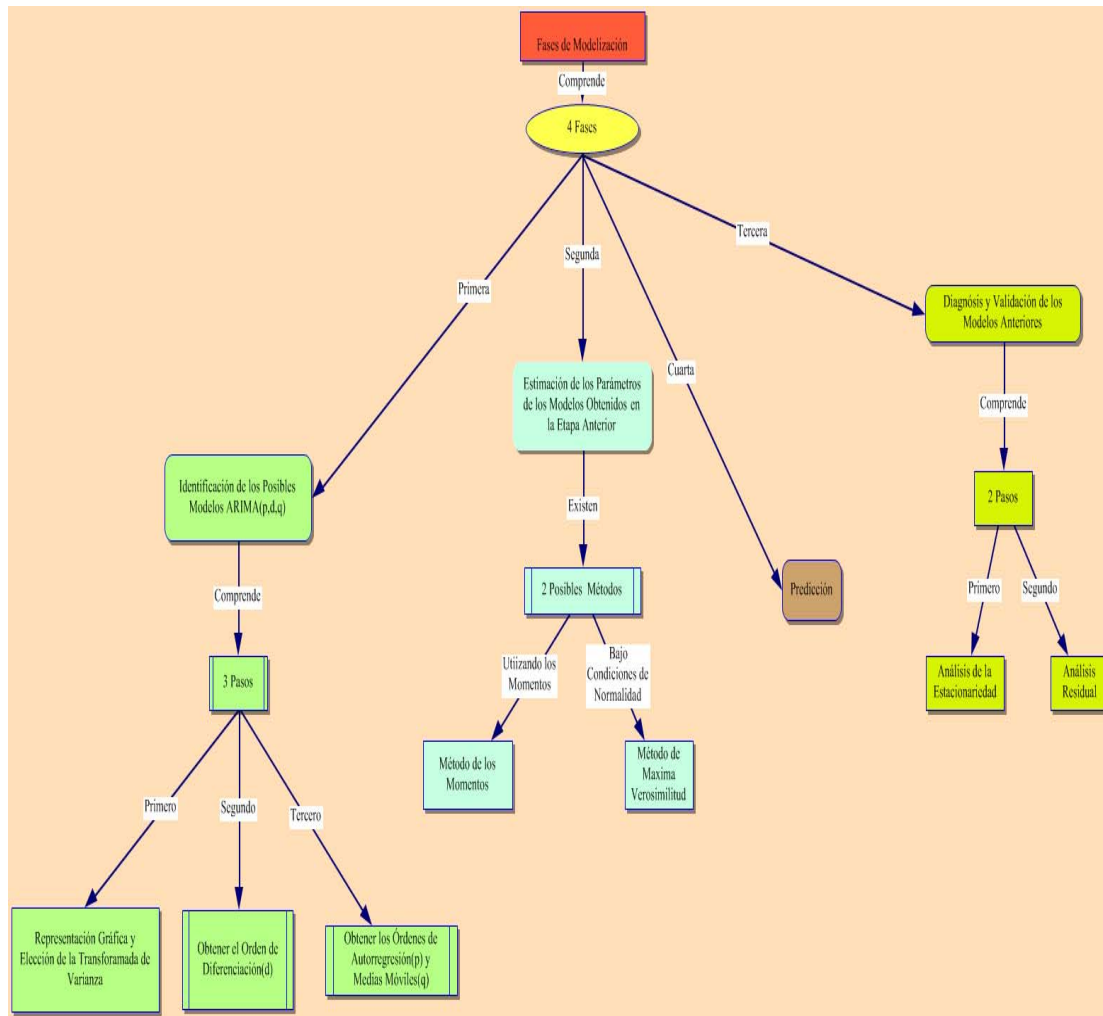 Fases de Modelización
Comprende
4 Fases
Tercera
Segunda
Primera
Cuarta
Diagnósis y Validación de los
Modelos Anteriores
Estimación de los Parámetros
de los Modelos Obtenidos en
la Etapa Anterior
Comprende
Identificación de los Posibles
Modelos ARIMA(p,d,q)
Existen
2 Pasos
2 Posibles Métodos
Predicción
Primero
Segundo
Comprende
Utiizando los
Momentos
Bajo
Condiciones de
Normalidad
3 Pasos
Análisis de la
Estacionariedad
Análisis
Residual
Método de los
Momentos
Método de
Maxima
Verosimilitud
Primero
Segundo
Tercero
Representación Gráfica y
Elección de la Transforamada de
Varianza
Obtener el Orden de
Diferenciación(d)
Obtener los Órdenes de
Autorregresión(p) y
Medias Móviles(q)